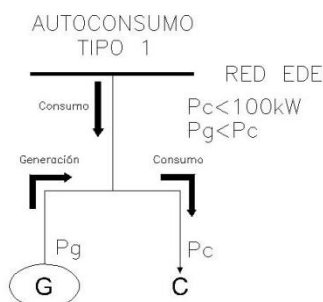 AUTOCONSUMO
TIPO 1
RED EDE
Consumo
Pc<100kW
Pg<Pc
Generación
Consumo
Pg
Pc
G
C